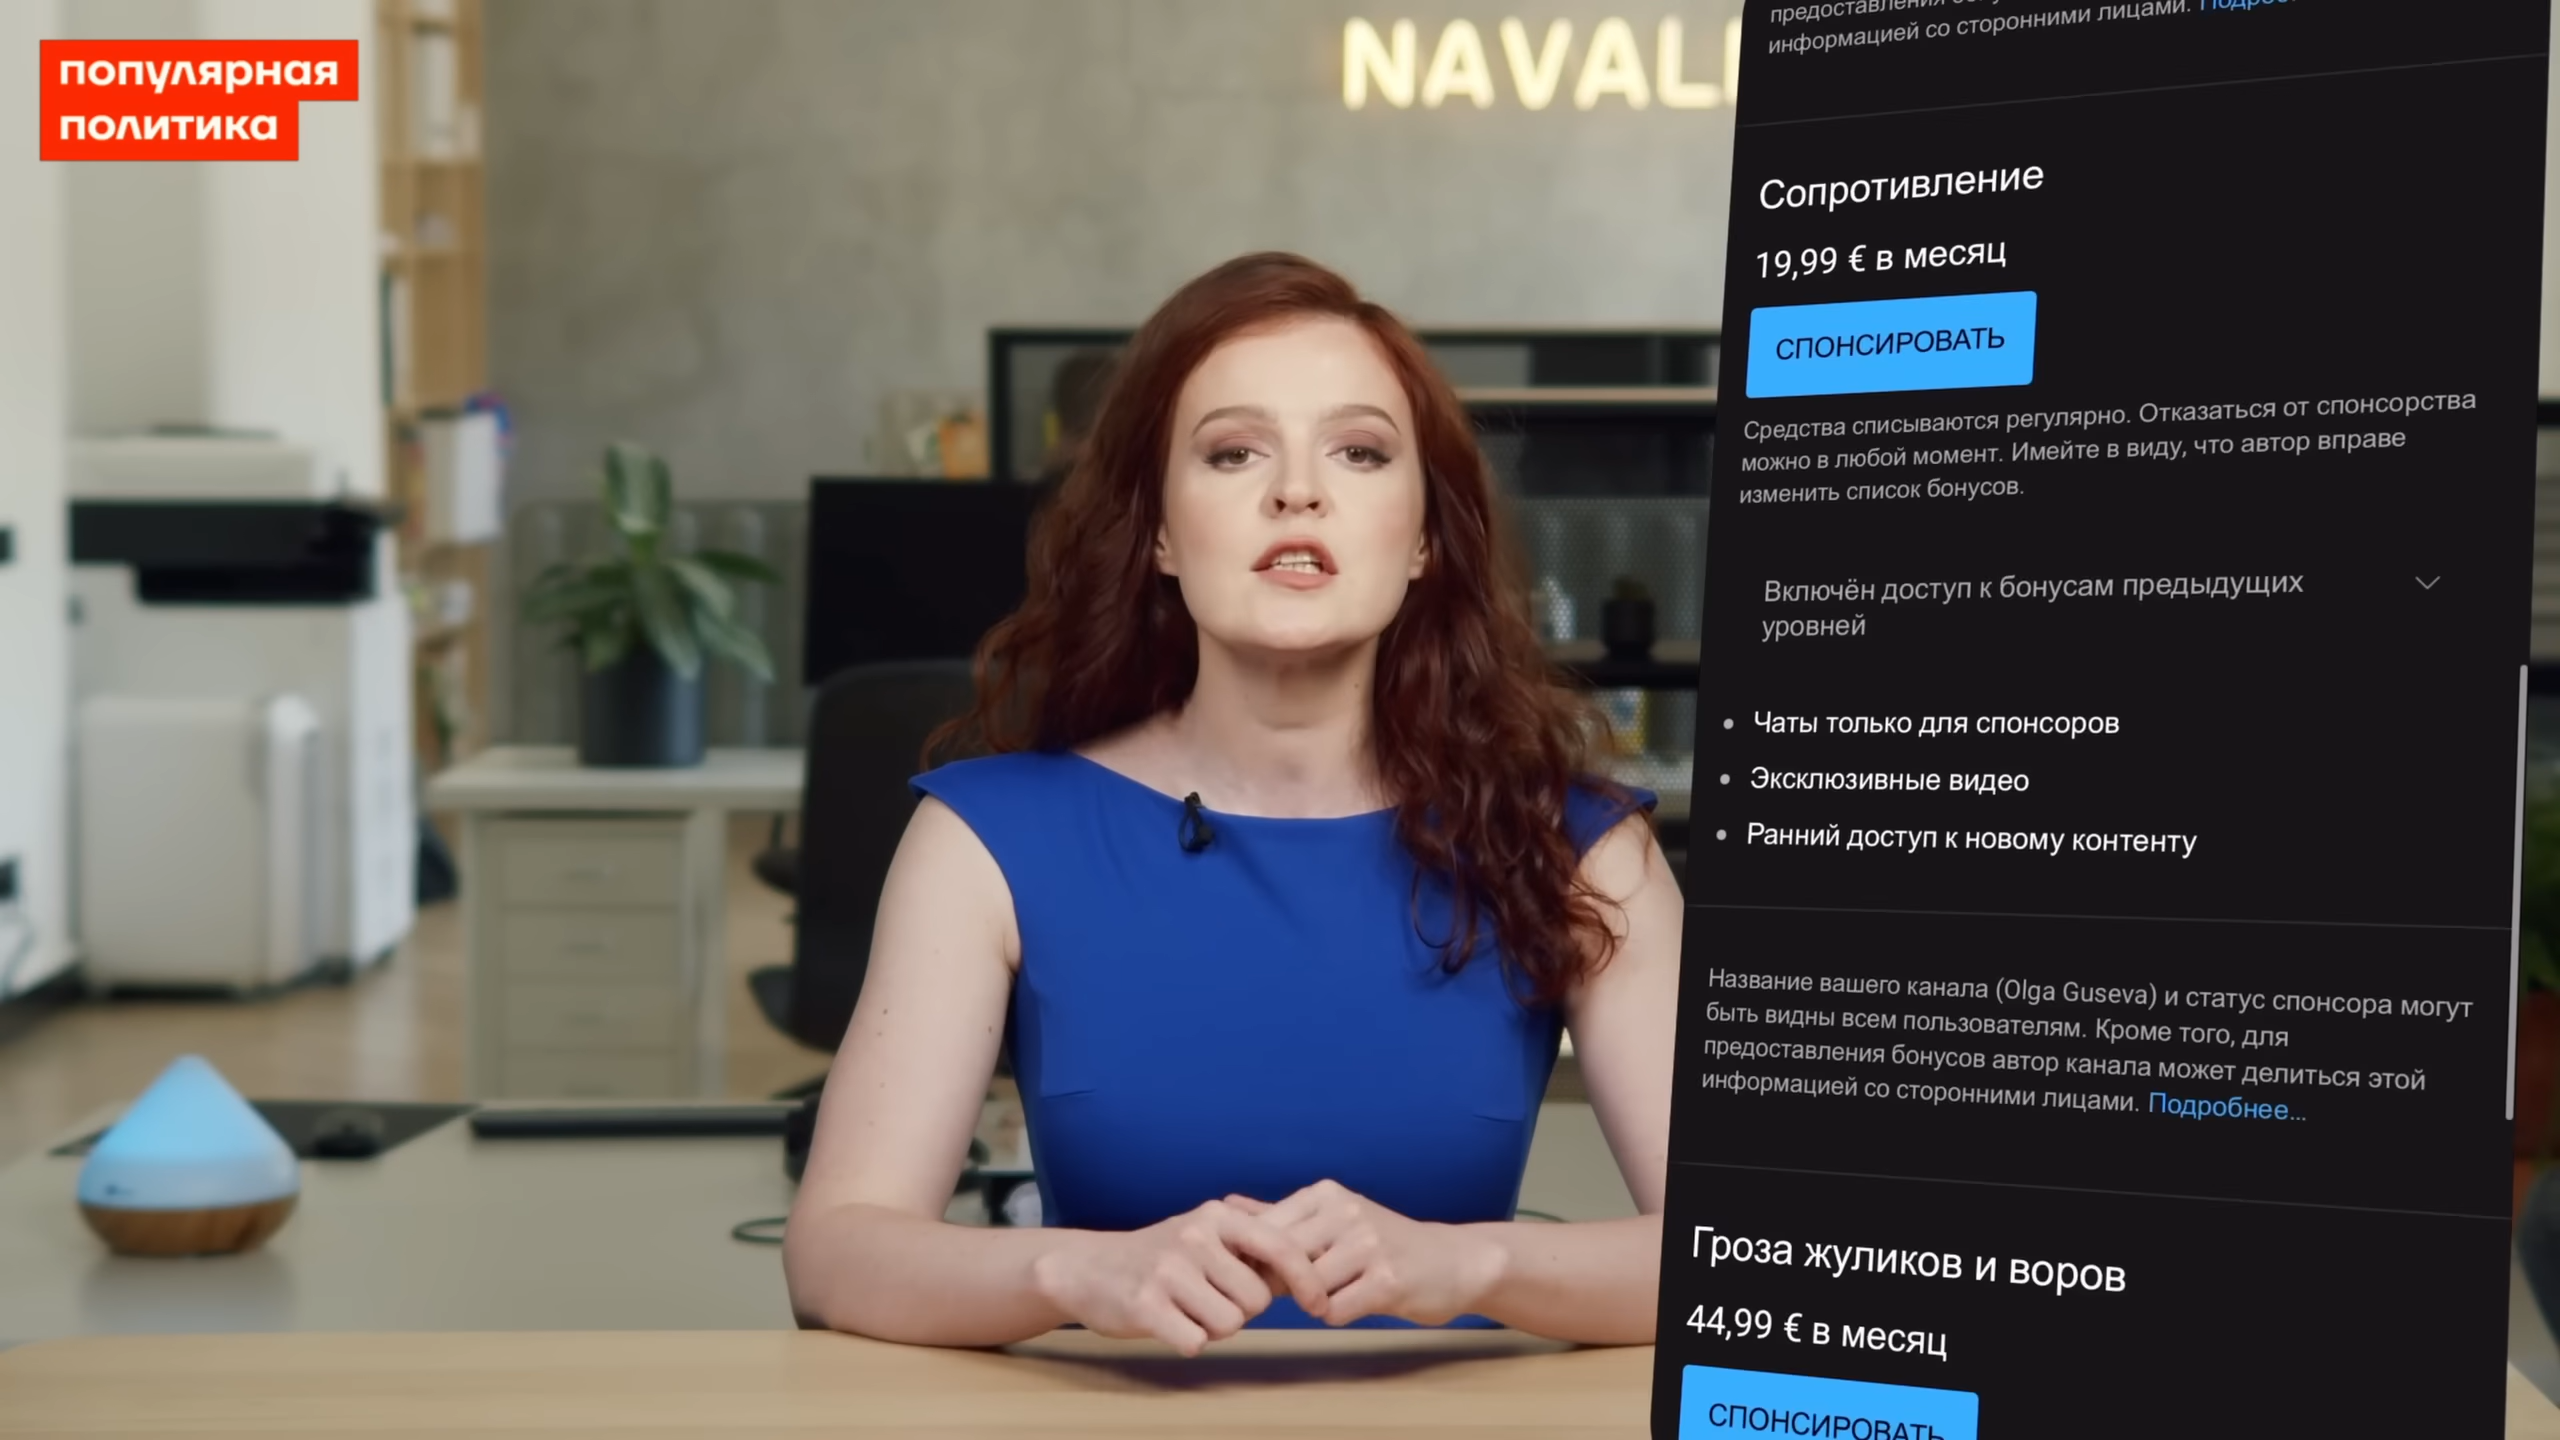 популярная
политика
NAVAL
информацией со сторонними лицами.
Сопротивление
19,99 € в месяц
СПОНСИРОВАТЬ
Средства списываются регулярно. Отказаться от спонсорства
можно в любой момент. Имейте в виду, что автор вправе
изменить список бонусов.
Включён доступ к бонусам предыдущих
уровней
Чаты только для спонсоров
Эксклюзивные видео
Ранний доступ к новому контенту
Название вашего канала (Olga Guseva) и статус спонсора могут
быть видны всем пользователям. Кроме того, для
предоставления бонусов автор канала может делиться этой
информацией со сторонними лицами. Подробнее...
Гроза жуликов и воров
44,99 € в месяц
СПОНСИРОВАТЬ